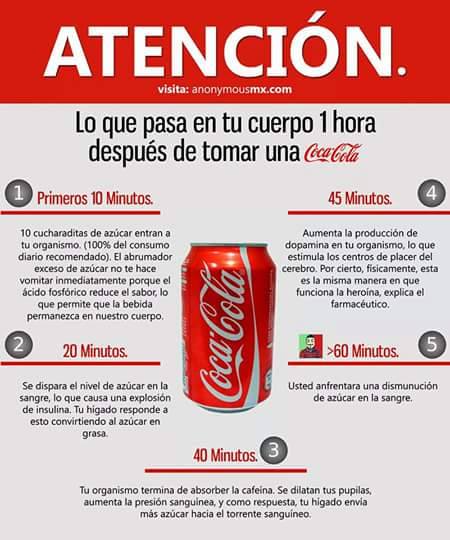 ATENCIÓN.
visita: anonymousmx.com
Lo que pasa en tu cuerpo 1 hora
después de tomar una Coca-Cola
1 Primeros 10 Minutos.
10 cucharaditas de azúcar entran a
tu organismo. (100% del consumo
diario recomendado). El abrumador
exceso de azúcar no te hace
vomitar inmediatamente porque el
ácido fosfórico reduce el sabor, lo
que permite que la bebida
permanezca en nuestro cuerpo.
2 20 Minutos.
Se dispara el nivel de azúcar en la
sangre, lo que causa una explosión
de insulina. Tu hígado responde a
esto convirtiendo al azúcar en
grasa.
Coca-Cola
40 Minutos. 3
Tu organismo termina de absorber la cafeína. Se dilatan tus pupilas,
aumenta la presión sanguínea, y como respuesta, tu hígado envía
más azúcar hacia el torrente sanguíneo.
45 Minutos. 4
Aumenta la producción de
dopamina en tu organismo, lo que
estimula los centros de placer del
cerebro. Por cierto, físicamente, esta
es la misma manera en que
funciona la heroína, explica el
farmacéutico.
>60 Minutos. 5
Usted anfrentara una dismunución
de azúcar en la sangre.